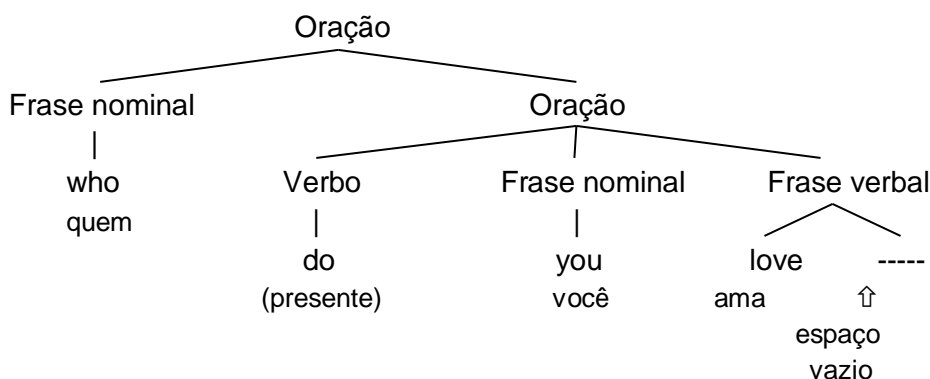 Oração
Frase nominal Oração
| 
who Verbo Frase nominal Frase verbal
quem | |
do you love -----
(presente) você ama ⇧
espaço
vazio